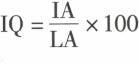 IQ = IA/LA × 100